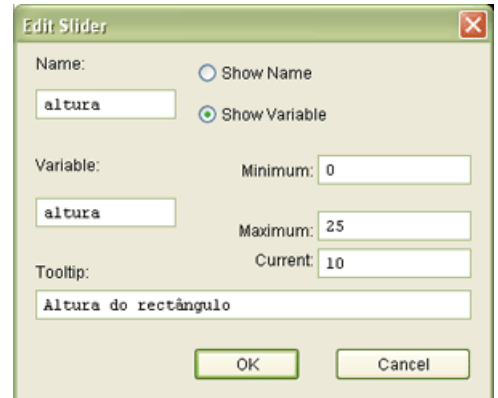 Edit Slider
Name:
Show Name
altura
Show Variable
Variable:
Minimum: 0
altura
Maximum: 25
Current: 10
Tooltip:
Altura do rectângulo
OK
Cancel